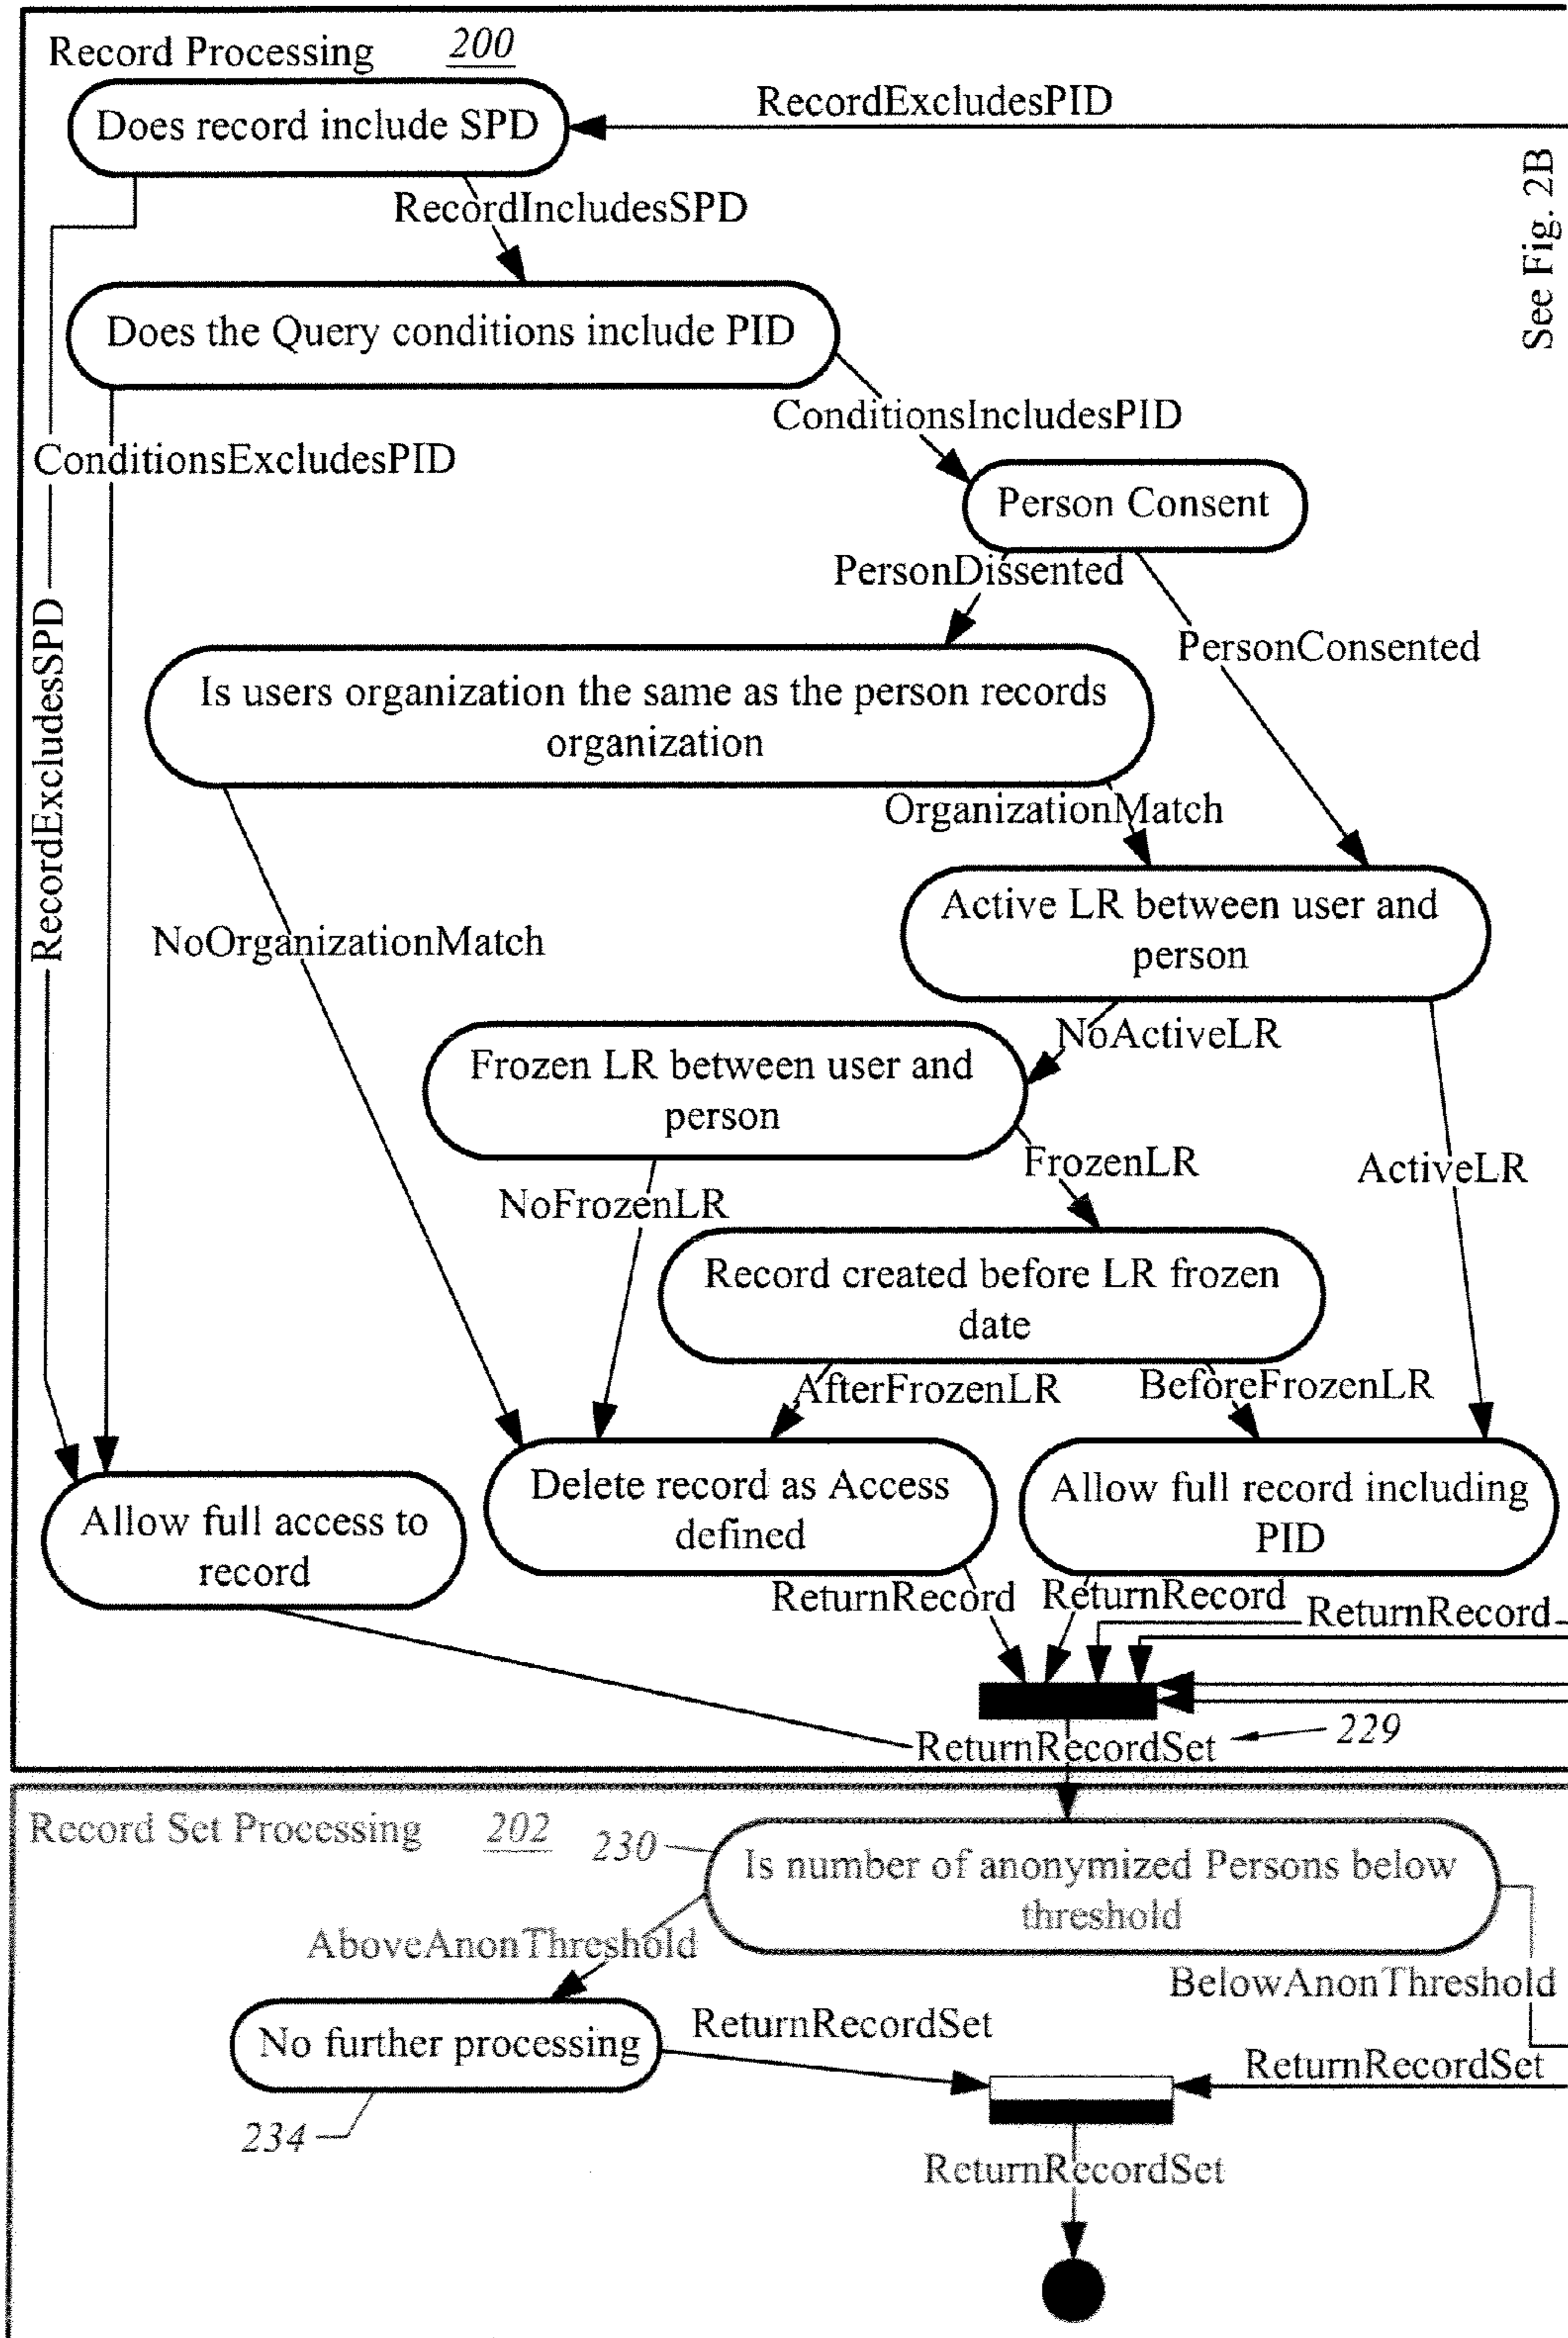 Record Processing 200
Does record include SPD
RecordExcludesPID
See Fig. 2B
RecordIncludesSPD
Does the Query conditions include PID
ConditionsIncludesPID
ConditionsExcludesPID
Person Consent
PersonDissented
PersonConsented
RecordExcludesSPD
Is users organization the same as the person records
organization
OrganizationMatch
NoOrganizationMatch
Active LR between user and
person
NoActiveLR
Frozen LR between user and
person
FrozenLR
ActiveLR
NoFrozenLR
Record created before LR frozen
date
AfterFrozenLR
BeforeFrozenLR
Allow full access to
record
Delete record as Access
defined
Allow full record including
PID
ReturnRecord
ReturnRecord
ReturnRecord
ReturnRecordSet
229
Record Set Processing 202
230
Is number of anonymized Persons below
threshold
AboveAnonThreshold
BelowAnonThreshold
No further processing
ReturnRecordSet
ReturnRecordSet
234
ReturnRecordSet